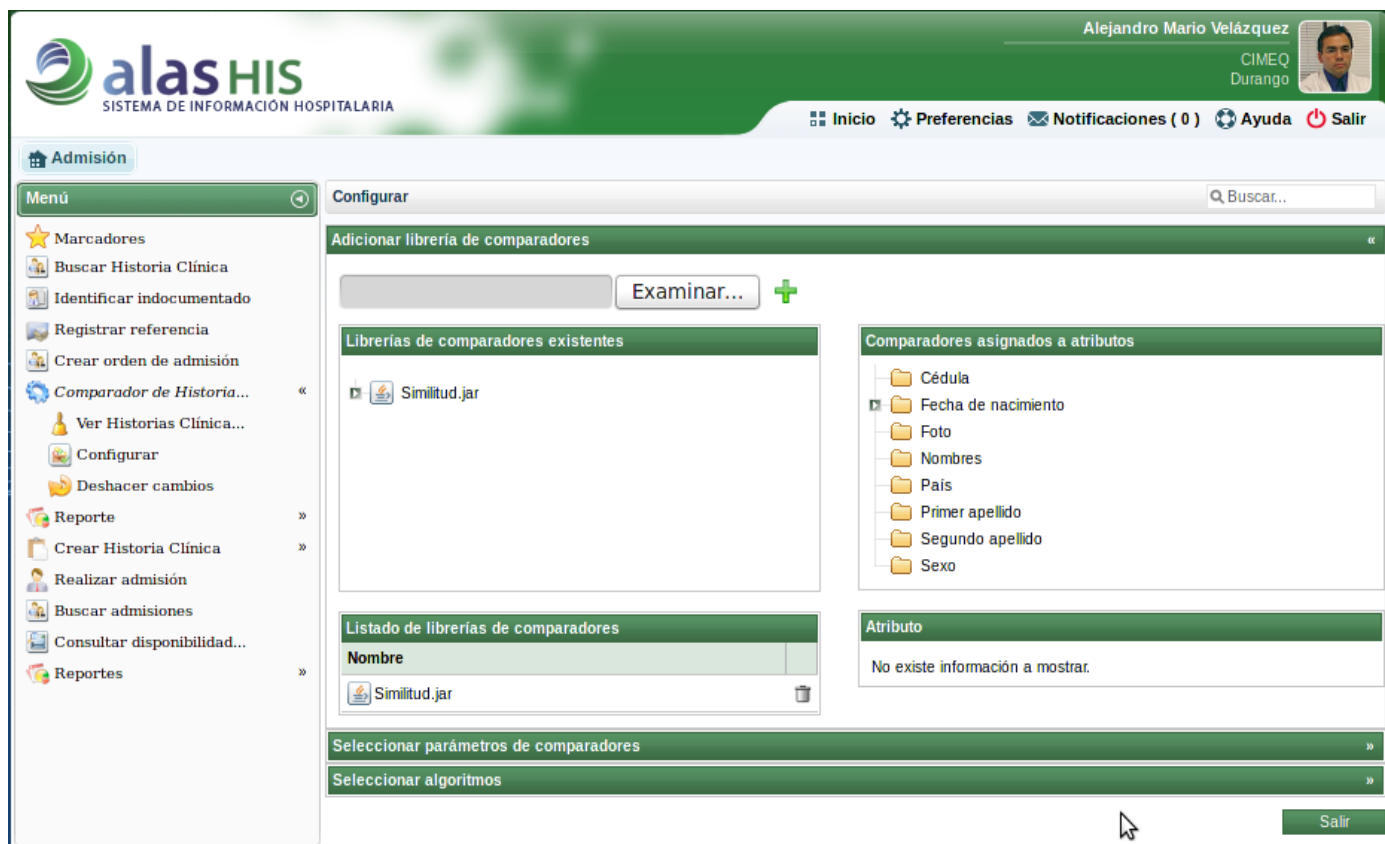 Alejandro Mario Velázquez
CIMEQ
Durango
alas HIS
SISTEMA DE INFORMACIÓN HOSPITALARIA
Inicio Preferencias Notificaciones ( 0 ) Ayuda Salir
Admisión
Menú
Marcadores
Buscar Historia Clínica
Identificar indocumentado
Registrar referencia
Crear orden de admisión
Comparador de Historia... «
Ver Historias Clínica...
Configurar
Deshacer cambios
Reporte »
Crear Historia Clínica »
Realizar admisión
Buscar admisiones
Consultar disponibilidad...
Reportes »
Configurar
Buscar...
Adicionar librería de comparadores «
Examinar...
Librerías de comparadores existentes
Similitud.jar
Comparadores asignados a atributos
Cédula
Fecha de nacimiento
Foto
Nombres
País
Primer apellido
Segundo apellido
Sexo
Listado de librerías de comparadores
Nombre
Similitud.jar
Atributo
No existe información a mostrar.
Seleccionar parámetros de comparadores »
Seleccionar algoritmos »
Salir